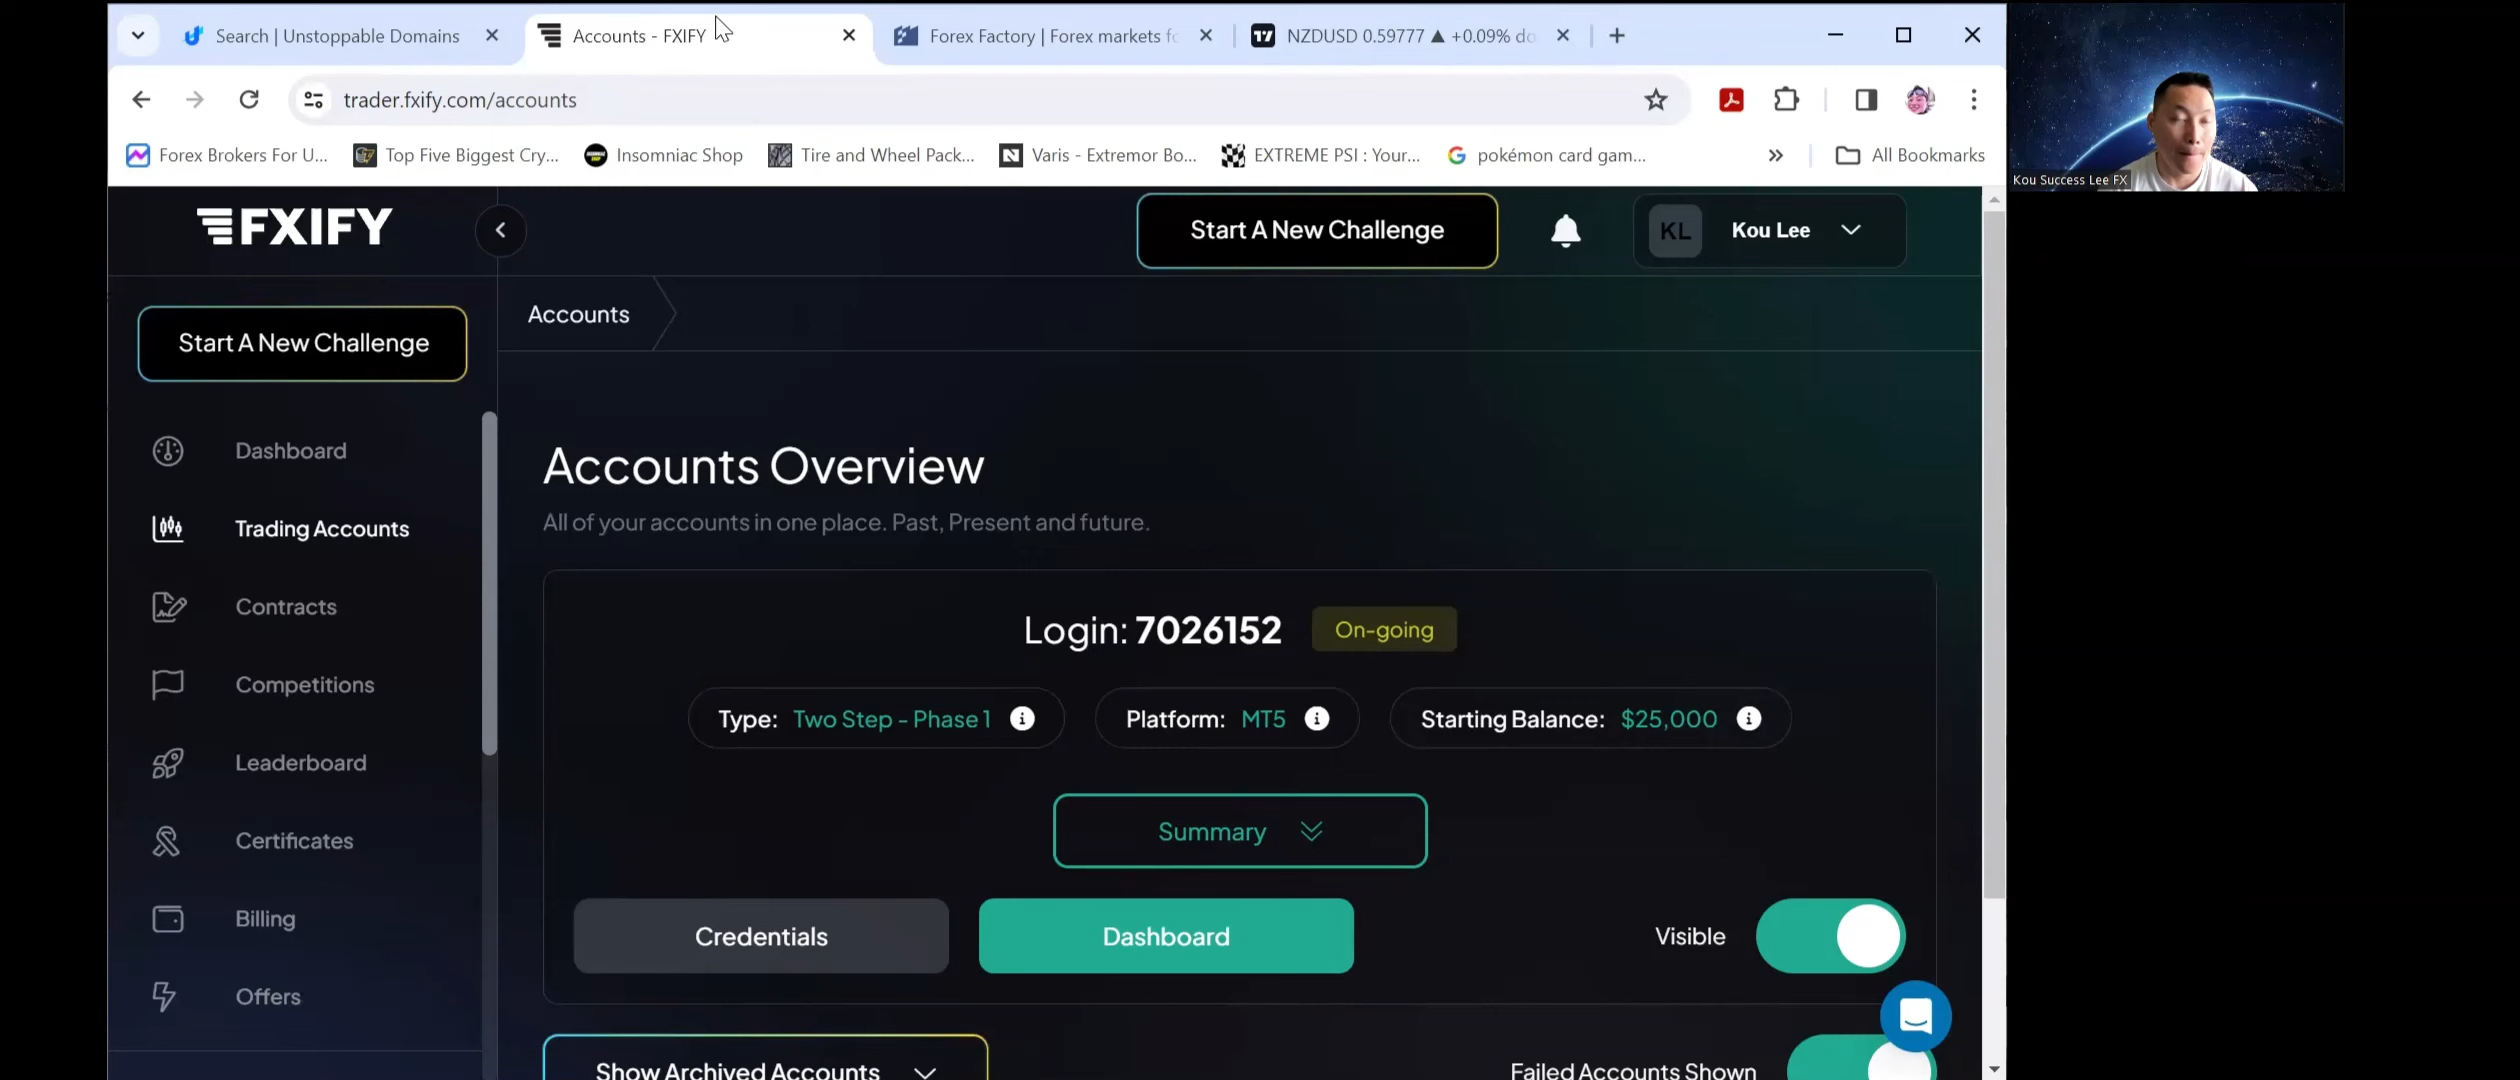 Search | Unstoppable Domains
Accounts - FXIFY
Forex Factory | Forex markets fo
NZDUSD 0.59777 ▲ +0.09% do
trader.fxify.com/accounts
Forex Brokers For U...
Top Five Biggest Cry...
Insomniac Shop
Tire and Wheel Pack...
Varis - Extremor Bo...
EXTREME PSI : Your...
pokémon card gam...
All Bookmarks
Kou Success Lee FX
FXIFY
Start A New Challenge
KL
Kou Lee
Start A New Challenge
Accounts
Dashboard
Trading Accounts
Contracts
Competitions
Leaderboard
Certificates
Billing
Offers
Accounts Overview
All of your accounts in one place. Past, Present and future.
Login: 7026152
On-going
Type: Two Step - Phase 1
Platform: MT5
Starting Balance: $25,000
Summary
Credentials
Dashboard
Visible
Show Archived Accounts
Failed Accounts Shown